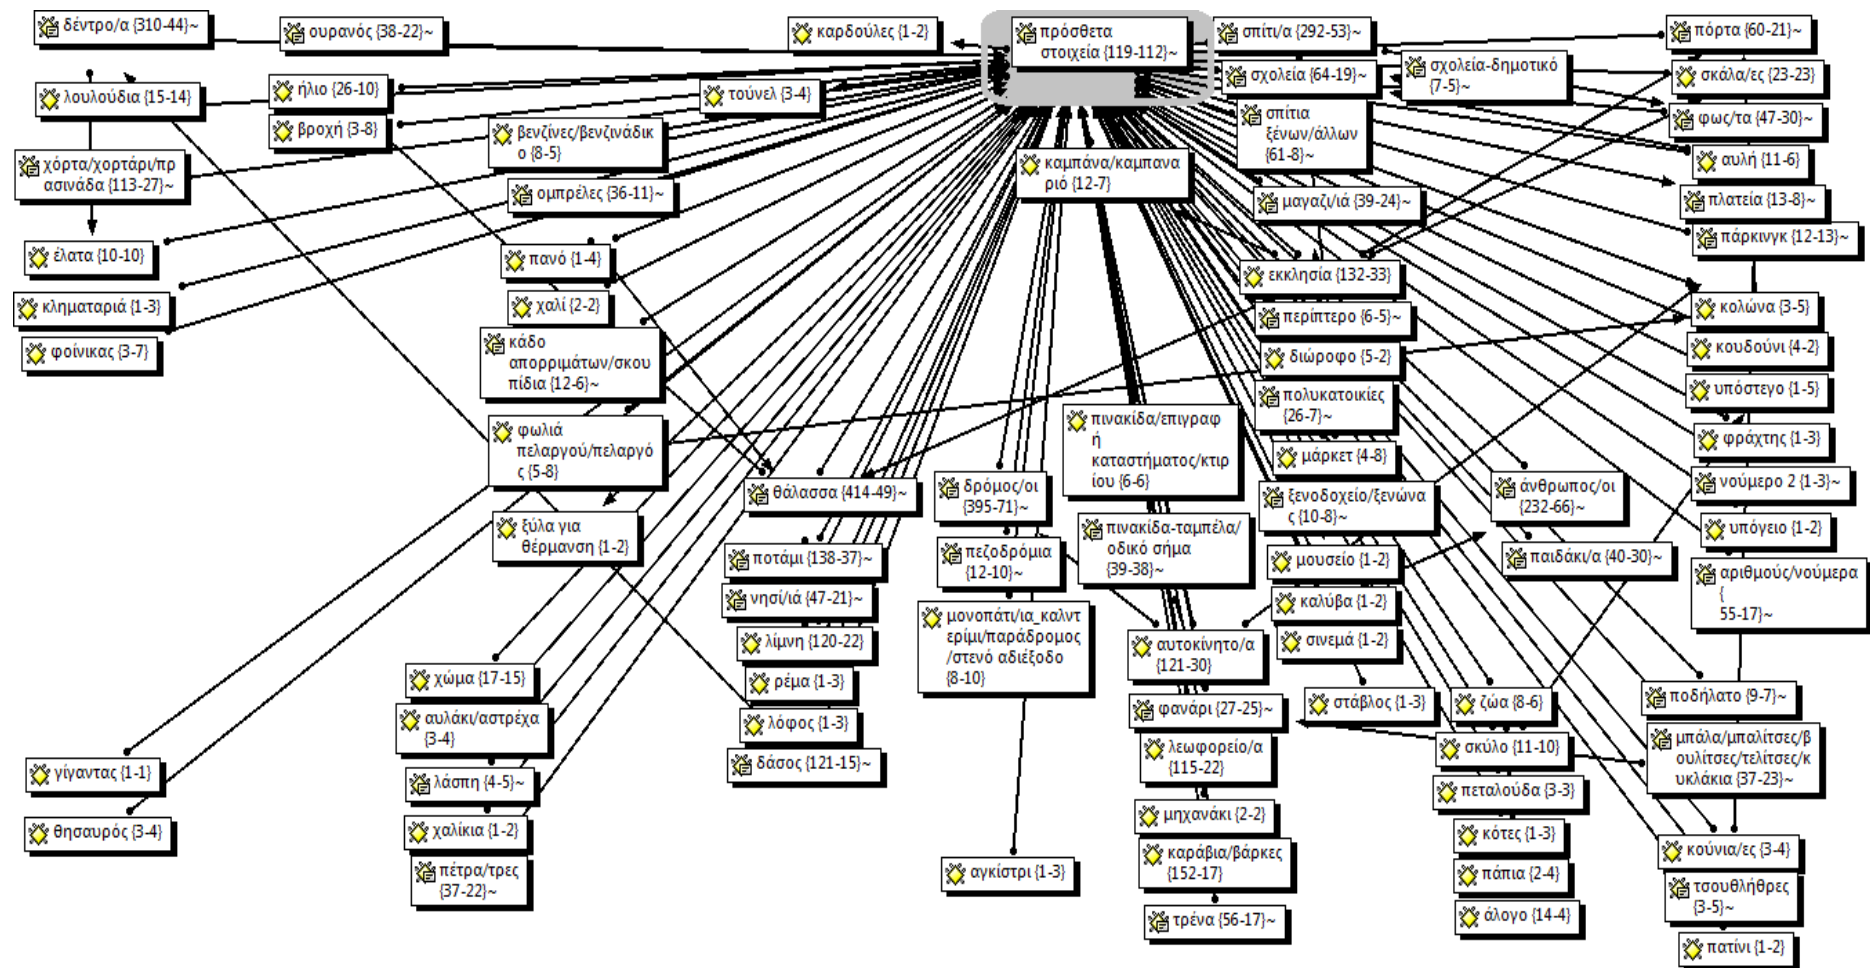 δέντρο/α {310-44}~
ουρανός {38-22}~
καρδούλες {1-2}
πρόσθετα
στοιχεία {119-112}~
σπίτι/α {292-53}~
πόρτα {60-21}~
λουλούδια {15-14}
ήλιο {26-10}
τούνελ {3-4}
σχολεία {64-19}~
σχολεία-δημοτικό
{7-5}~
σκάλα/ες {23-23}
βροχή {3-8}
βενζίνες/βενζινάδικ
ο {8-5}
σπίτια
ξένων/άλλων
{61-8}~
φως/τα {47-30}~
χόρτα/χορτάρι/πρ
ασινάδα {113-27}~
ομπρέλες {36-11}~
καμπάνα/καμπανα
ριό {12-7}
μαγαζι/ιά {39-24}~
αυλή {11-6}
πλατεία {13-8}~
πάρκινγκ {12-13}~
έλατα {10-10}
πανό {1-4}
εκκλησία {132-33}
κληματαριά {1-3}
χαλί {2-2}
περίπτερο {6-5}~
κολώνα {3-5}
φοίνικας {3-7}
κάδο
απορριμάτων/σκου
πίδια {12-6}~
διώροφο {5-2}
κουδούνι {4-2}
πολυκατοικίες
{26-7}~
υπόστεγο {1-5}
φωλιά
πελαργού/πελαργό
ς {5-8}
πινακίδα/επιγραφ
ή
καταστήματος/κτιρ
ίου {6-6}
μάρκετ {4-8}
φράχτης {1-3}
θάλασσα {414-49}~
δρόμος/οι
{395-71}~
ξενοδοχείο/ξενώνα
ς {10-8}~
άνθρωπος/οι
{232-66}~
νούμερο 2 {1-3}~
ξύλα για
θέρμανση {1-2}
πινακίδα-ταμπέλα/
οδικό σήμα
{39-38}~
υπόγειο {1-2}
ποτάμι {138-37}~
πεζοδρόμια
{12-10}~
μουσείο {1-2}
παιδάκι/α {40-30}~
αριθμούς/νούμερα
{
55-17}~
νησί/ιά {47-21}~
μονοπάτι/ια_καλντ
ερίμι/παράδρομος
/στενό αδιέξοδο
{8-10}
καλύβα {1-2}
λίμνη {120-22}
αυτοκίνητο/α
{121-30}
σινεμά {1-2}
χώμα {17-15}
ρέμα {1-3}
αυλάκι/αστρέχα
{3-4}
λόφος {1-3}
φανάρι {27-25}~
στάβλος {1-3}
ζώα {8-6}
ποδήλατο {9-7}~
γίγαντας {1-1}
λάσπη {4-5}~
δάσος {121-15}~
λεωφορείο/α
{115-22}
σκύλο {11-10}
μπάλα/μπαλίτσες/β
ουλίτσες/τελίτσες/κ
υκλάκια {37-23}~
πεταλούδα {3-3}
θησαυρός {3-4}
χαλίκια {1-2}
μηχανάκι {2-2}
κότες {1-3}
κούνια/ες {3-4}
πέτρα/τρες
{37-22}~
αγκίστρι {1-3}
καράβια/βάρκες
{152-17}
πάπια {2-4}
τσουθλήθρες
{3-5}~
τρένα {56-17}~
άλογο {14-4}
πατίνι {1-2}